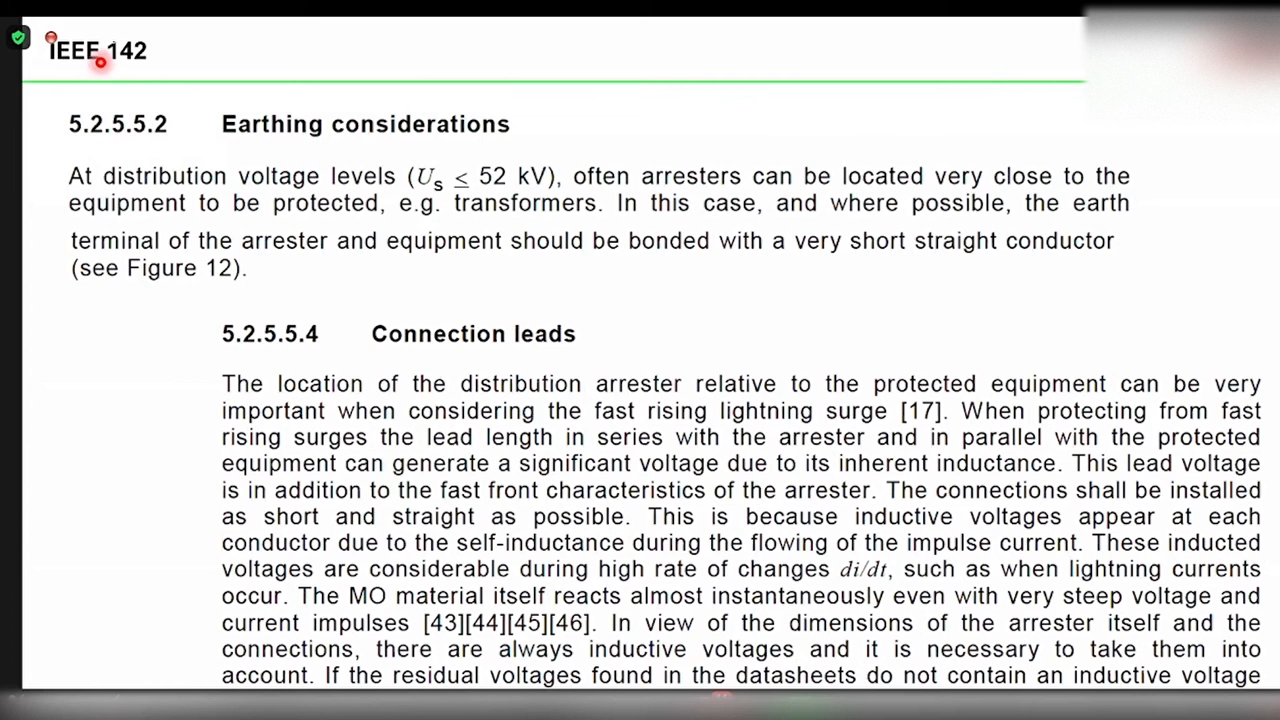 IEEE 142
5.2.5.5.2 Earthing considerations
At distribution voltage levels (Us ≤ 52 kV), often arresters can be located very close to the
equipment to be protected, e.g. transformers. In this case, and where possible, the earth
terminal of the arrester and equipment should be bonded with a very short straight conductor
(see Figure 12).
5.2.5.5.4 Connection leads
The location of the distribution arrester relative to the protected equipment can be very
important when considering the fast rising lightning surge [17]. When protecting from fast
rising surges the lead length in series with the arrester and in parallel with the protected
equipment can generate a significant voltage due to its inherent inductance. This lead voltage
is in addition to the fast front characteristics of the arrester. The connections shall be installed
as short and straight as possible. This is because inductive voltages appear at each
conductor due to the self-inductance during the flowing of the impulse current. These inducted
voltages are considerable during high rate of changes di/dt, such as when lightning currents
occur. The MO material itself reacts almost instantaneously even with very steep voltage and
current impulses [43][44][45][46]. In view of the dimensions of the arrester itself and the
connections, there are always inductive voltages and it is necessary to take them into
account. If the residual voltages found in the datasheets do not contain an inductive voltage